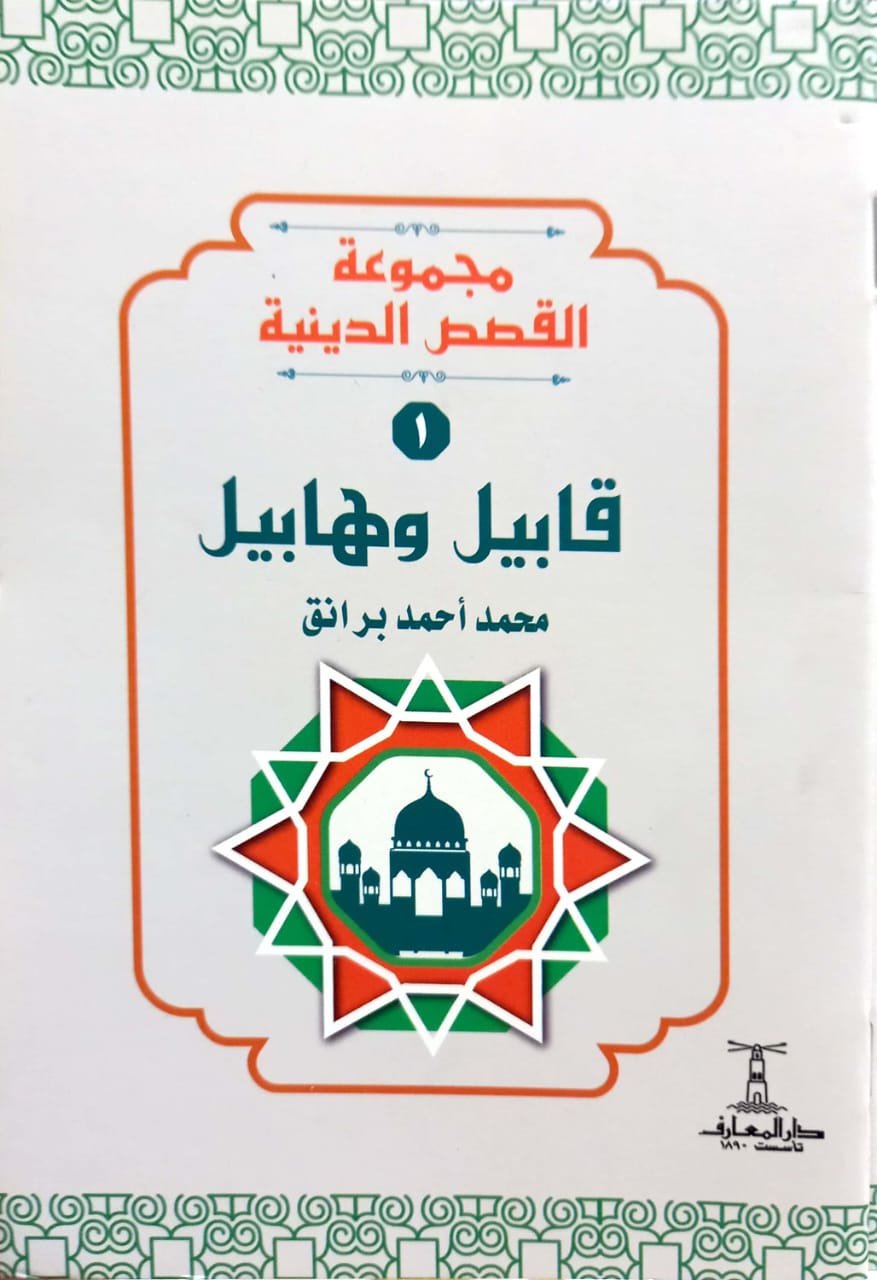 مجموعة
القصص الدينية
١
قابيل وهابيل
محمد أحمد برانق
دار المعارف
تأسست ١٨٩٠